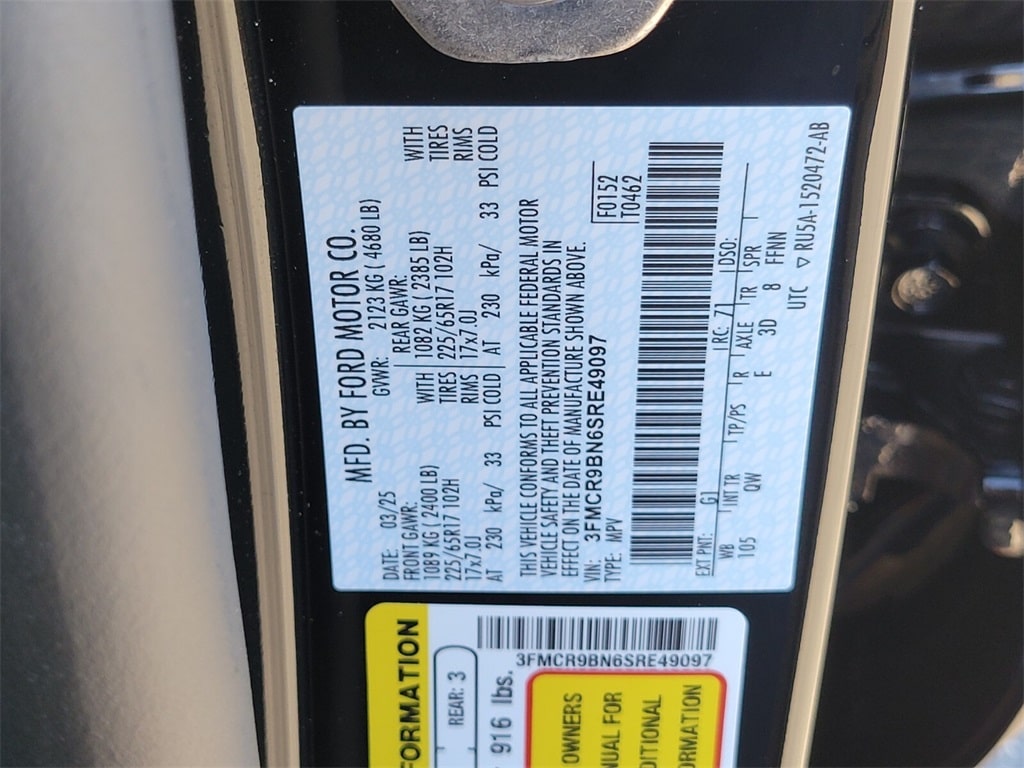 MFD. BY FORD MOTOR CO.
DATE: 03/25 GVWR: 2123 KG ( 4680 LB)
FRONT GAWR: REAR GAWR:
1089 KG ( 2400 LB) WITH 1082 KG ( 2385 LB) WITH
225/65R17 102H TIRES 225/65R17 102H TIRES
17x7.0J RIMS 17x7.0J RIMS
AT 230 kPa/ 33 PSI COLD AT 230 kPa/ 33 PSI COLD
THIS VEHICLE CONFORMS TO ALL APPLICABLE FEDERAL MOTOR
VEHICLE SAFETY AND THEFT PREVENTION STANDARDS IN
EFFECT ON THE DATE OF MANUFACTURE SHOWN ABOVE.
VIN: 3FMCR9BN6SRE49097 F0152
TYPE: MPV T0462
EXT PNT: G1 RC: 71 DSO:
WB INT TR TP/PS R AXLE TR SPR
105 QW E 3D 8 FFNN
UTC ▽ RU5A-1520472-AB
FORMATION
REAR: 3
916 lbs.
3FMCR9BN6SRE49097
OWNERS
NUAL FOR
DITIONAL
ORMATION